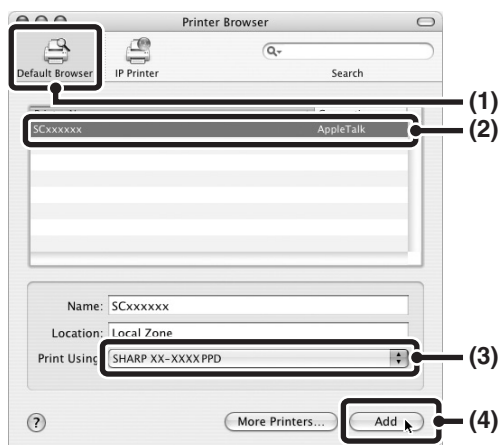 Printer Browser
Default Browser
IP Printer
Search
(1)
SCxxxxxx AppleTalk
(2)
Name: SCxxxxxx
Location: Local Zone
Print Using: SHARP XX-XXXX PPD
(3)
? More Printers... Add
(4)